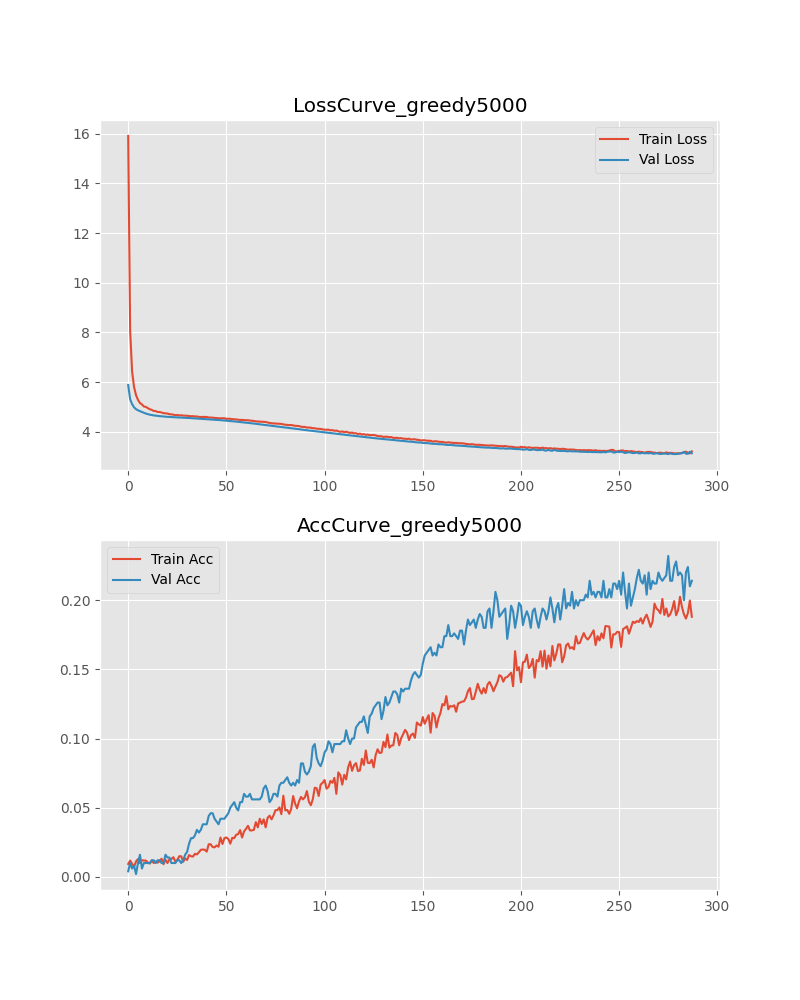 LossCurve_greedy5000
16
14
12
10
8
6
4
Train Loss
Val Loss
0 50 100 150 200 250 300
AccCurve_greedy5000
0.20
0.15
0.10
0.05
0.00
Train Acc
Val Acc
0 50 100 150 200 250 300